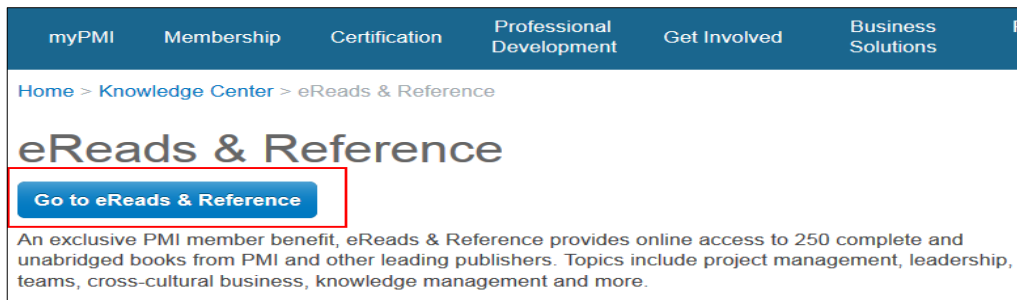 myPMI Membership Certification Professional Development Get Involved Business Solutions
Home > Knowledge Center > eReads & Reference
eReads & Reference
Go to eReads & Reference
An exclusive PMI member benefit, eReads & Reference provides online access to 250 complete and
unabridged books from PMI and other leading publishers. Topics include project management, leadership,
teams, cross-cultural business, knowledge management and more.